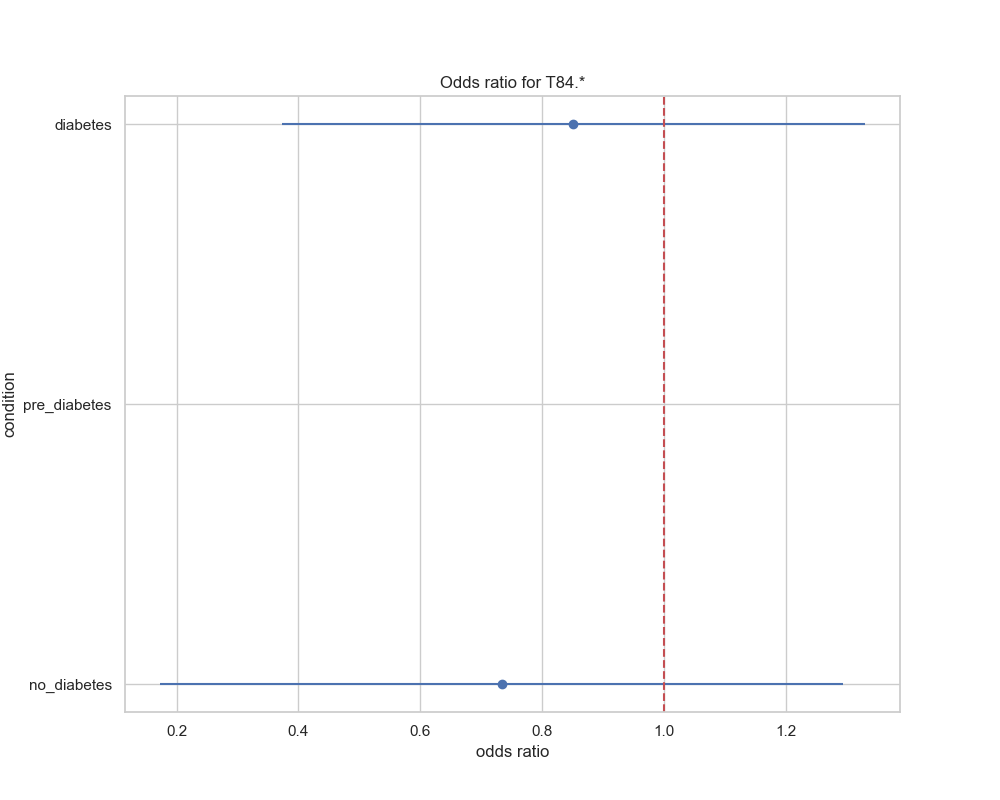 Odds ratio for T84.*
diabetes
condition
pre_diabetes
no_diabetes
0.2 0.4 0.6 0.8 1.0 1.2
odds ratio